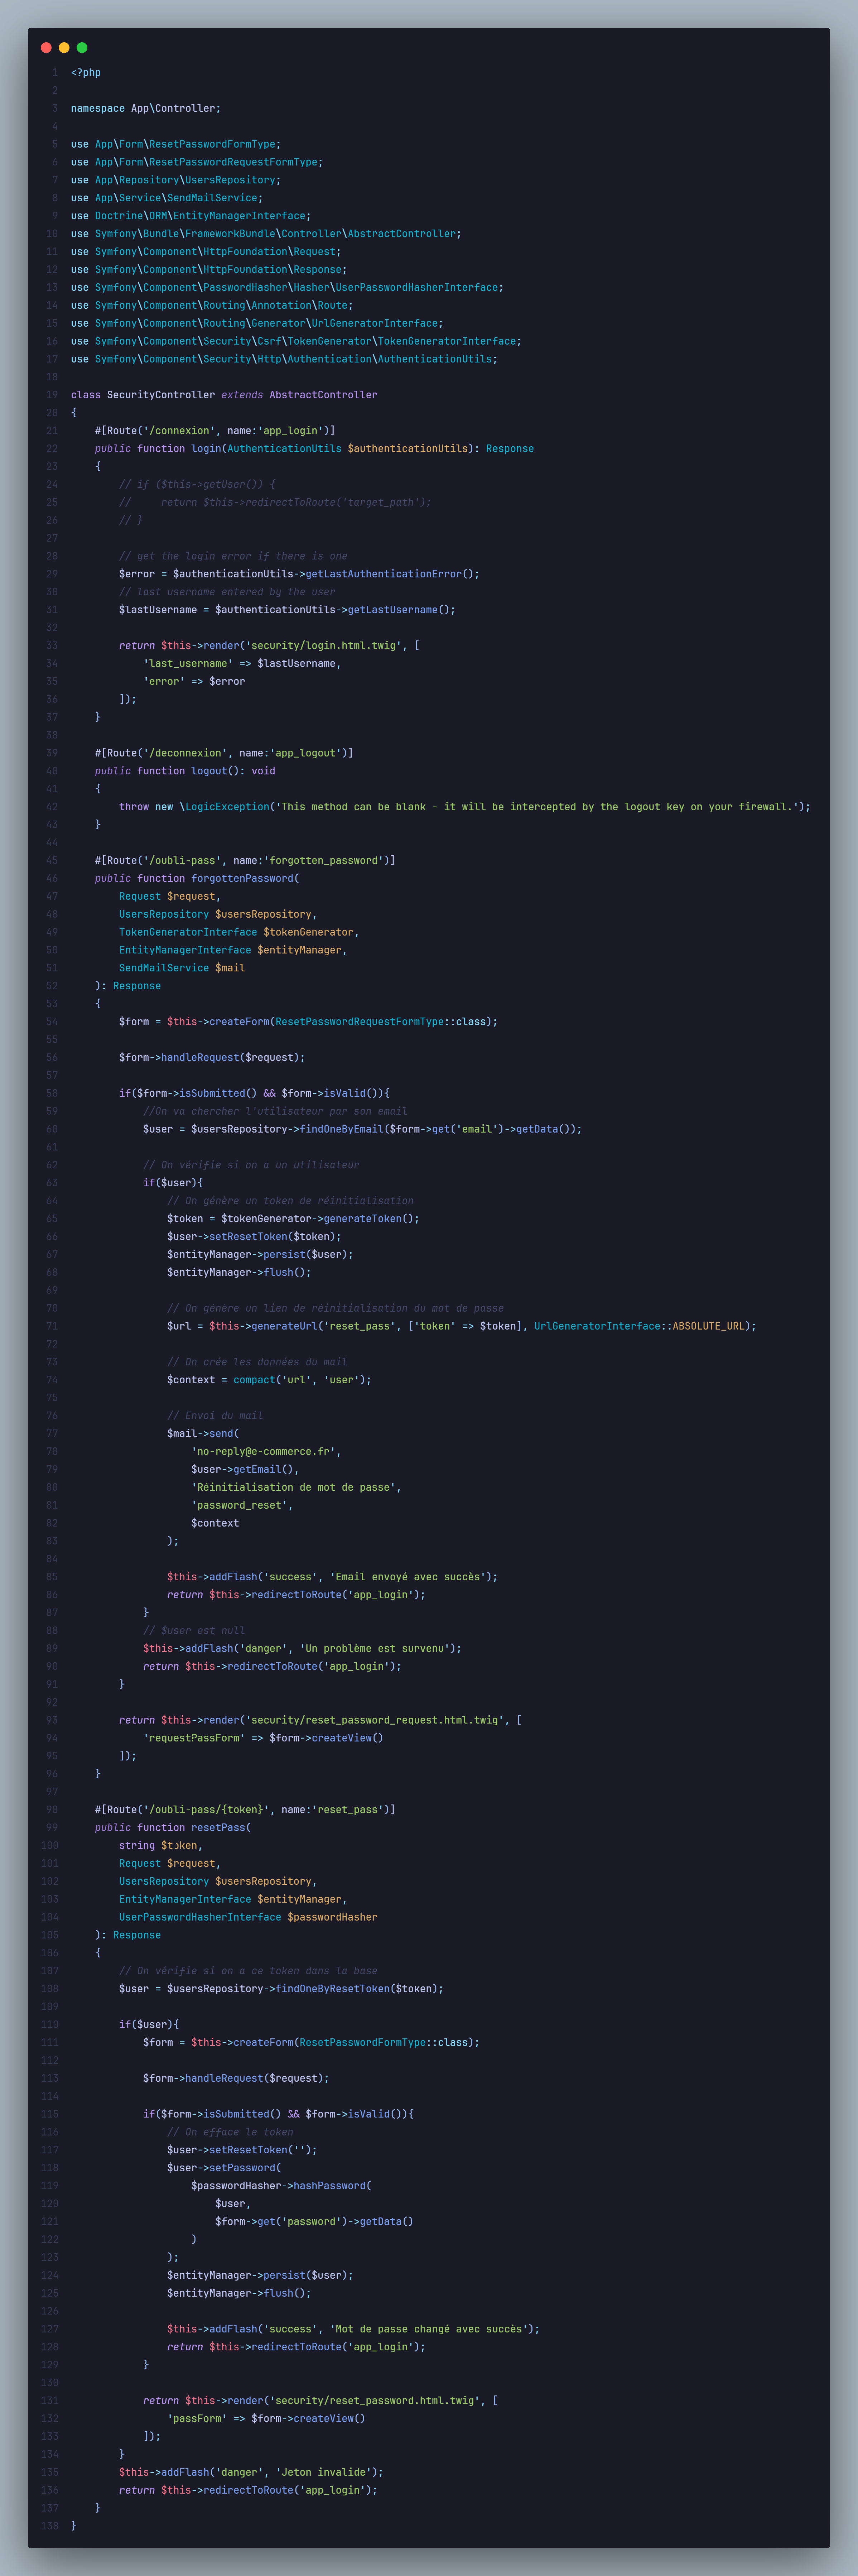 1 <?php
2
3 namespace App\Controller;
4
5 use App\Form\ResetPasswordFormType;
6 use App\Form\ResetPasswordRequestFormType;
7 use App\Repository\UsersRepository;
8 use App\Service\SendMailService;
9 use Doctrine\ORM\EntityManagerInterface;
10 use Symfony\Bundle\FrameworkBundle\Controller\AbstractController;
11 use Symfony\Component\HttpFoundation\Request;
12 use Symfony\Component\HttpFoundation\Response;
13 use Symfony\Component\PasswordHasher\Hasher\UserPasswordHasherInterface;
14 use Symfony\Component\Routing\Annotation\Route;
15 use Symfony\Component\Routing\Generator\UrlGeneratorInterface;
16 use Symfony\Component\Security\Csrf\TokenGenerator\TokenGeneratorInterface;
17 use Symfony\Component\Security\Http\Authentication\AuthenticationUtils;
18
19 class SecurityController extends AbstractController
20 {
21     #[Route('/connexion', name:'app_login')]
22     public function login(AuthenticationUtils $authenticationUtils): Response
23     {
24         // if ($this->getUser()) {
25         //     return $this->redirectToRoute('target_path');
26         // }
27
28         // get the login error if there is one
29         $error = $authenticationUtils->getLastAuthenticationError();
30         // last username entered by the user
31         $lastUsername = $authenticationUtils->getLastUsername();
32
33         return $this->render('security/login.html.twig', [
34             'last_username' => $lastUsername,
35             'error' => $error
36         ]);
37     }
38
39     #[Route('/deconnexion', name:'app_logout')]
40     public function logout(): void
41     {
42         throw new \LogicException('This method can be blank - it will be intercepted by the logout key on your firewall.');
43     }
44
45     #[Route('/oubli-pass', name:'forgotten_password')]
46     public function forgottenPassword(
47         Request $request,
48         UsersRepository $usersRepository,
49         TokenGeneratorInterface $tokenGenerator,
50         EntityManagerInterface $entityManager,
51         SendMailService $mail
52     ): Response
53     {
54         $form = $this->createForm(ResetPasswordRequestFormType::class);
55
56         $form->handleRequest($request);
57
58         if($form->isSubmitted() && $form->isValid()){
59             //On va chercher l'utilisateur par son email
60             $user = $usersRepository->findOneByEmail($form->get('email')->getData());
61
62             // On vérifie si on a un utilisateur
63             if($user){
64                 // On génère un token de réinitialisation
65                 $token = $tokenGenerator->generateToken();
66                 $user->setResetToken($token);
67                 $entityManager->persist($user);
68                 $entityManager->flush();
69
70                 // On génère un lien de réinitialisation du mot de passe
71                 $url = $this->generateUrl('reset_pass', ['token' => $token], UrlGeneratorInterface::ABSOLUTE_URL);
72
73                 // On crée les données du mail
74                 $context = compact('url', 'user');
75
76                 // Envoi du mail
77                 $mail->send(
78                     'no-reply@e-commerce.fr',
79                     $user->getEmail(),
80                     'Réinitialisation de mot de passe',
81                     'password_reset',
82                     $context
83                 );
84
85                 $this->addFlash('success', 'Email envoyé avec succès');
86                 return $this->redirectToRoute('app_login');
87             }
88             // $user est null
89             $this->addFlash('danger', 'Un problème est survenu');
90             return $this->redirectToRoute('app_login');
91         }
92
93         return $this->render('security/reset_password_request.html.twig', [
94             'requestPassForm' => $form->createView()
95         ]);
96     }
97
98     #[Route('/oubli-pass/{token}', name:'reset_pass')]
99     public function resetPass(
100         string $token,
101         Request $request,
102         UsersRepository $usersRepository,
103         EntityManagerInterface $entityManager,
104         UserPasswordHasherInterface $passwordHasher
105     ): Response
106     {
107         // On vérifie si on a ce token dans la base
108         $user = $usersRepository->findOneByResetToken($token);
109
110         if($user){
111             $form = $this->createForm(ResetPasswordFormType::class);
112
113             $form->handleRequest($request);
114
115             if($form->isSubmitted() && $form->isValid()){
116                 // On efface le token
117                 $user->setResetToken('');
118                 $user->setPassword(
119                     $passwordHasher->hashPassword(
120                         $user,
121                         $form->get('password')->getData()
122                     )
123                 );
124                 $entityManager->persist($user);
125                 $entityManager->flush();
126
127                 $this->addFlash('success', 'Mot de passe changé avec succès');
128                 return $this->redirectToRoute('app_login');
129             }
130
131             return $this->render('security/reset_password.html.twig', [
132                 'passForm' => $form->createView()
133             ]);
134         }
135         $this->addFlash('danger', 'Jeton invalide');
136         return $this->redirectToRoute('app_login');
137     }
138 }